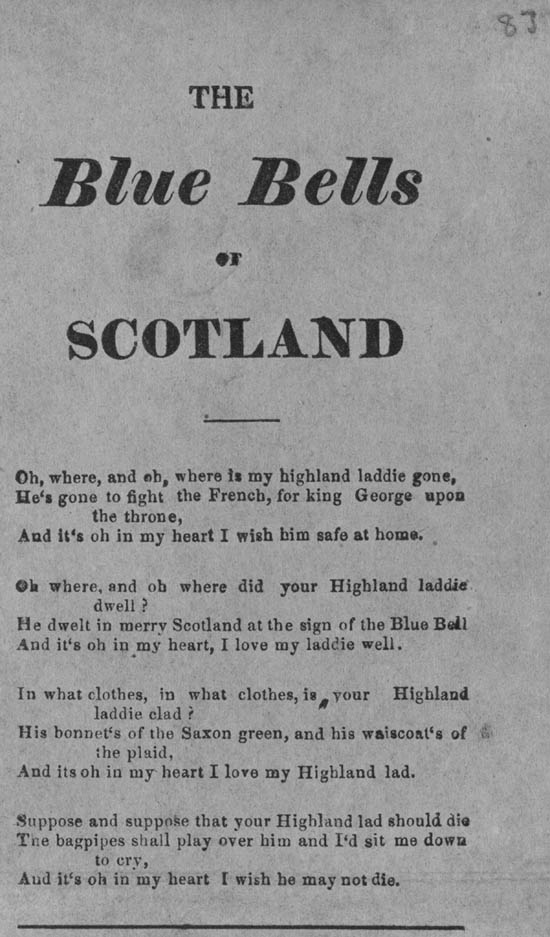 83
THE
Blue Bells
OF
SCOTLAND
Oh, where, and oh, where is my highland laddie gone,
He's gone to fight the French, for king George upon
the throne,
And it's oh in my heart I wish him safe at home.
Oh where, and oh where did your Highland laddie
dwell ?
He dwelt in merry Scotland at the sign of the Blue Bell
And it's oh in my heart, I love my laddie well.
In what clothes, in what clothes, is your Highland
laddie clad ?
His bonnet's of the Saxon green, and his waiscoat's of
the plaid,
And its oh in my heart I love my Highland lad.
Suppose and suppose that your Highland lad should die
The bagpipes shall play over him and I'd sit me down
to cry,
And it's oh in my heart I wish he may not die.